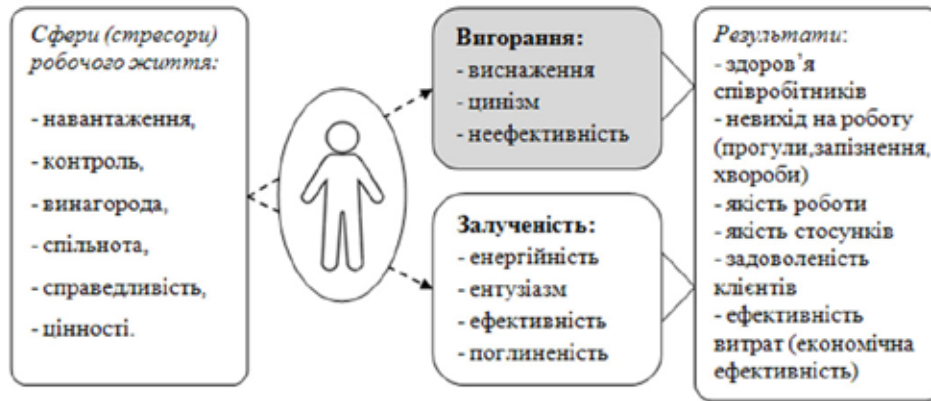 Сфери (стресори)
робочого життя:
- навантаження,
- контроль,
- винагорода,
- спільнота,
- справедливість,
- цінності.
Вигорання:
- виснаження
- цинізм
- неефективність
Залученість:
- енергійність
- ентузіазм
- ефективність
- поглиненість
Результати:
- здоров’я
співробітників
- невихід на роботу
(прогули,запізнення,
хвороби)
- якість роботи
- якість стосунків
- задоволеність
клієнтів
- ефективність
витрат (економічна
ефективність)